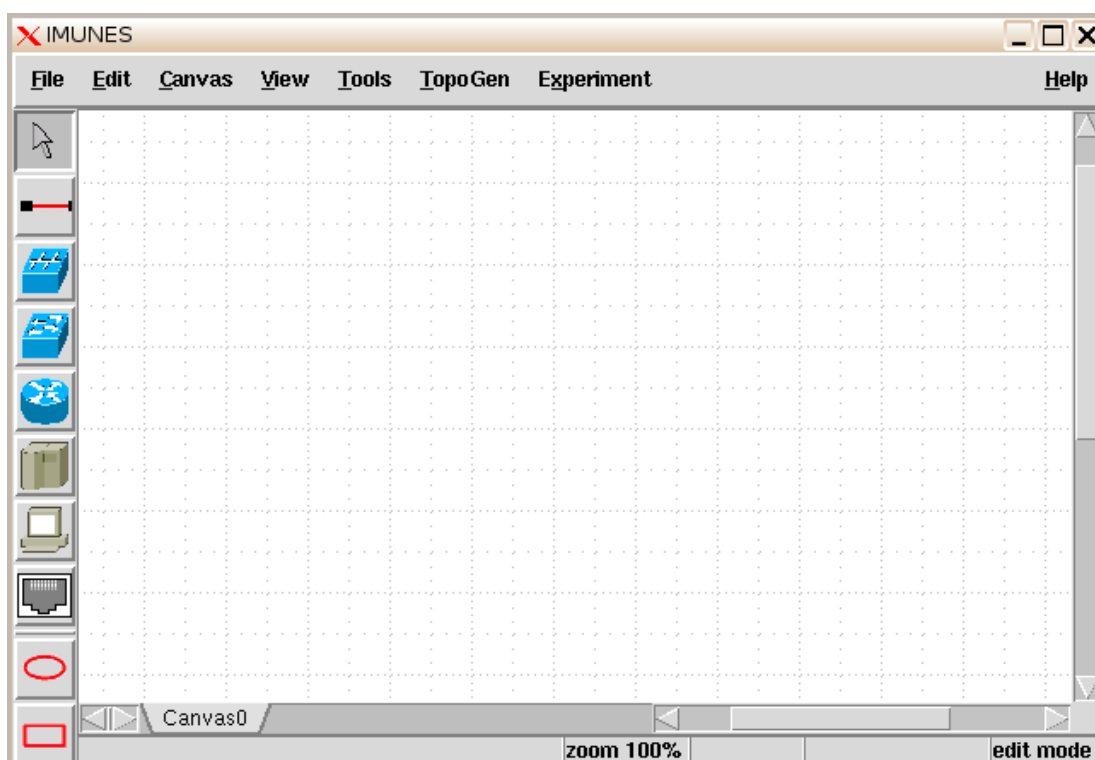 IMUNES
File Edit Canvas View Tools TopoGen Experiment Help
Canvas0
zoom 100% edit mode